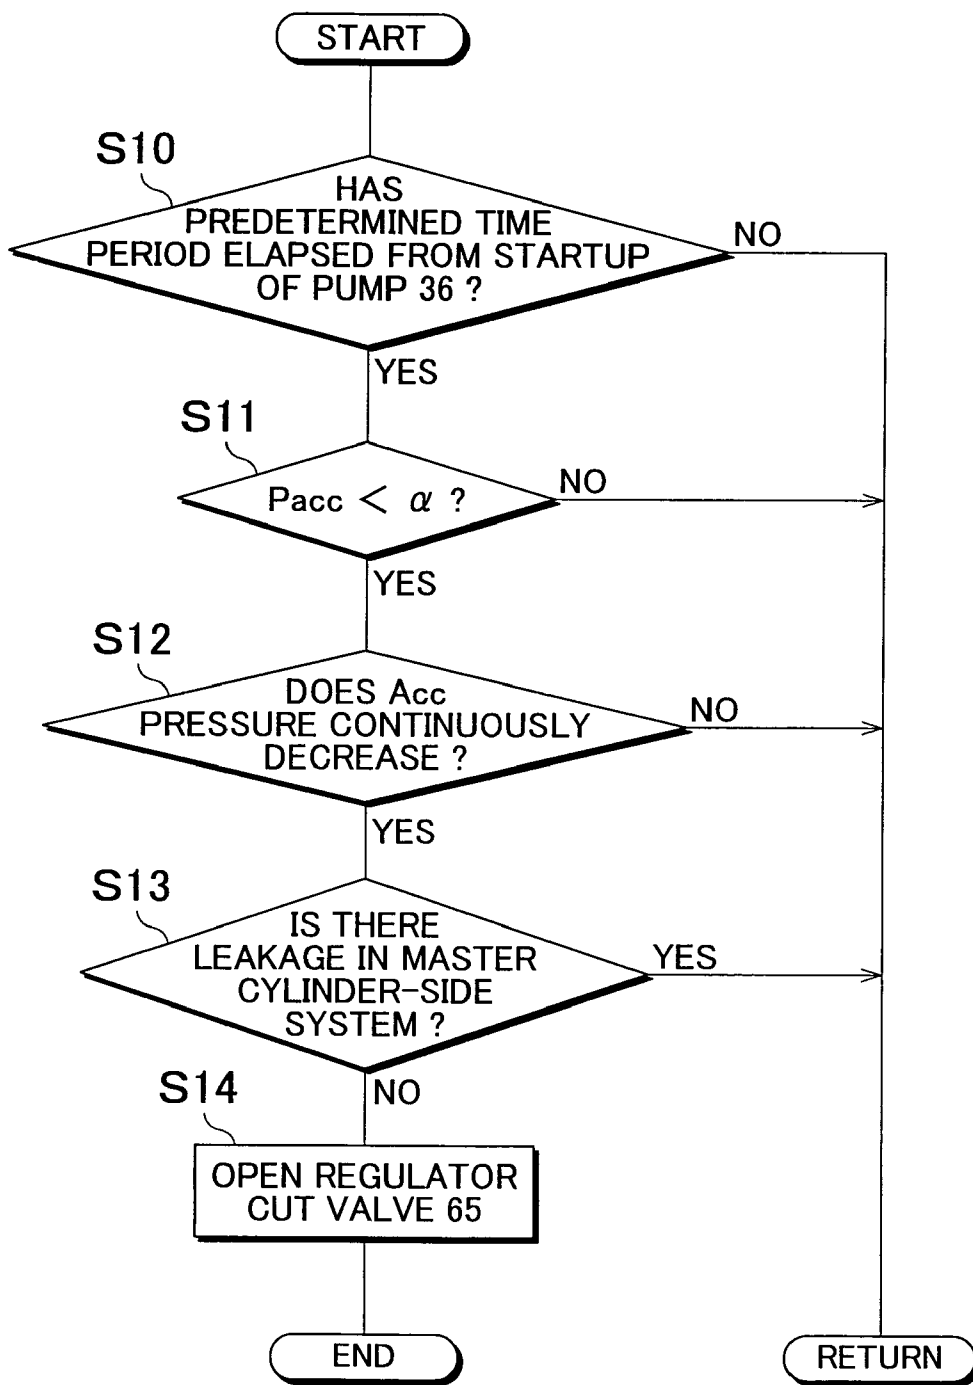 START
S10
HAS
PREDETERMINED TIME
PERIOD ELAPSED FROM STARTUP
OF PUMP 36 ?
NO
YES
S11
Pacc < α ?
NO
YES
S12
DOES Acc
PRESSURE CONTINUOUSLY
DECREASE ?
NO
YES
S13
IS THERE
LEAKAGE IN MASTER
CYLINDER-SIDE
SYSTEM ?
YES
NO
S14
OPEN REGULATOR
CUT VALVE 65
END
RETURN